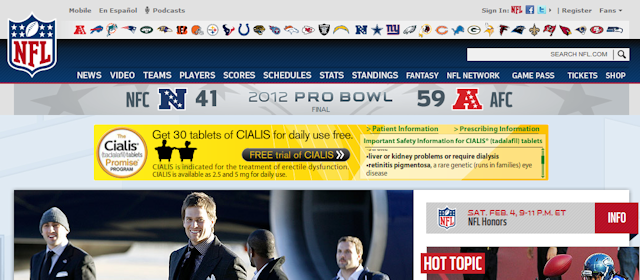 Mobile En Español Podcasts Sign In: NFL | Register Fans
NFL
SEARCH NFL.COM
NEWS VIDEO TEAMS PLAYERS SCORES SCHEDULES STATS STANDINGS FANTASY NFL NETWORK GAME PASS TICKETS SHOP
NFC N 41 2012 PRO BOWL 59 A AFC
FINAL
The Cialis (tadalafil) tablets Promise PROGRAM
Get 30 tablets of CIALIS for daily use free.
FREE trial of CIALIS
CIALIS is indicated for the treatment of erectile dysfunction.
CIALIS is available as 2.5 and 5 mg for daily use.
> Patient Information > Prescribing Information
Important Safety Information for CIALIS® (tadalafil) tablets
•liver or kidney problems or require dialysis
•retinitis pigmentosa, a rare genetic (runs in families) eye
disease
SAT. FEB. 4, 9-11 P.M. ET
NFL Honors
INFO
HOT TOPIC